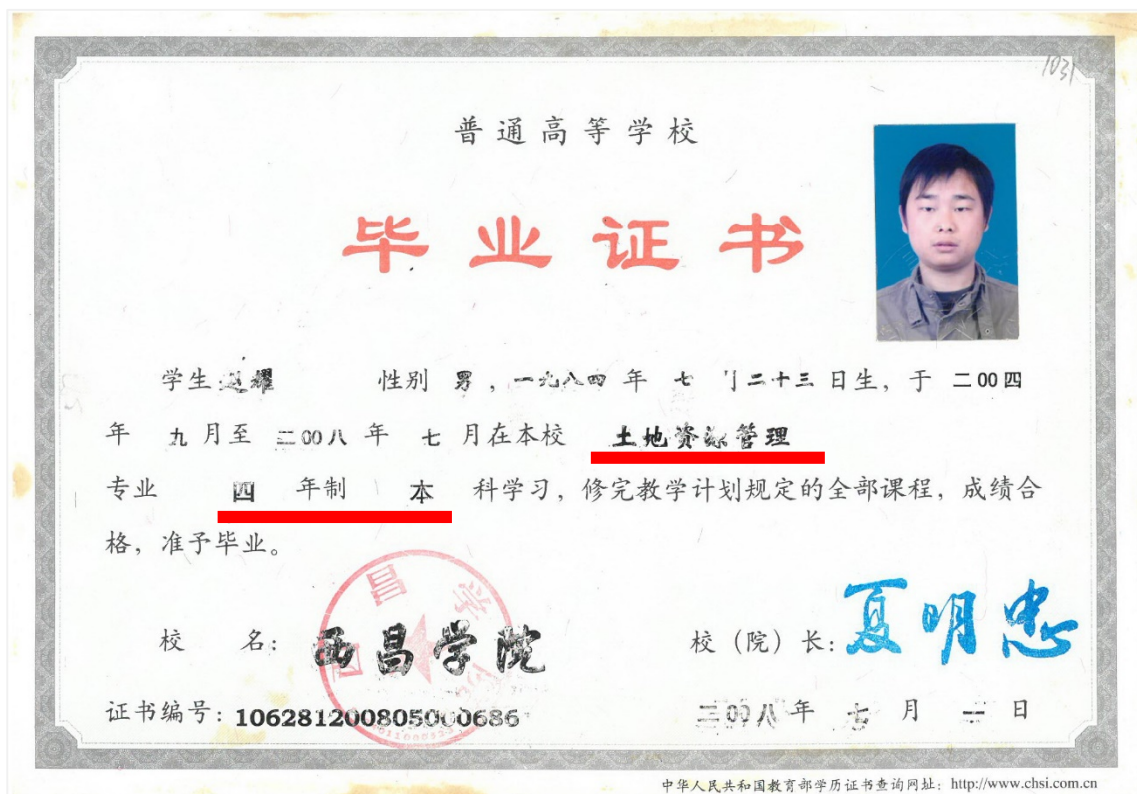 1031
普通高等学校
毕业证书
学生 赵耀 性别 男，一九八四 年 七 月二十三 日生，于 二00四
年 九 月至 二00八 年 七 月在本校 土地资源管理
专业 四 年制 本 科学习，修完教学计划规定的全部课程，成绩合
格，准予毕业。
校 名：西昌学院
校（院）长：夏明忠
证书编号：106281200805000686
二00八 年 七 月 一 日
中华人民共和国教育部学历证书查询网址：http://www.chsi.com.cn